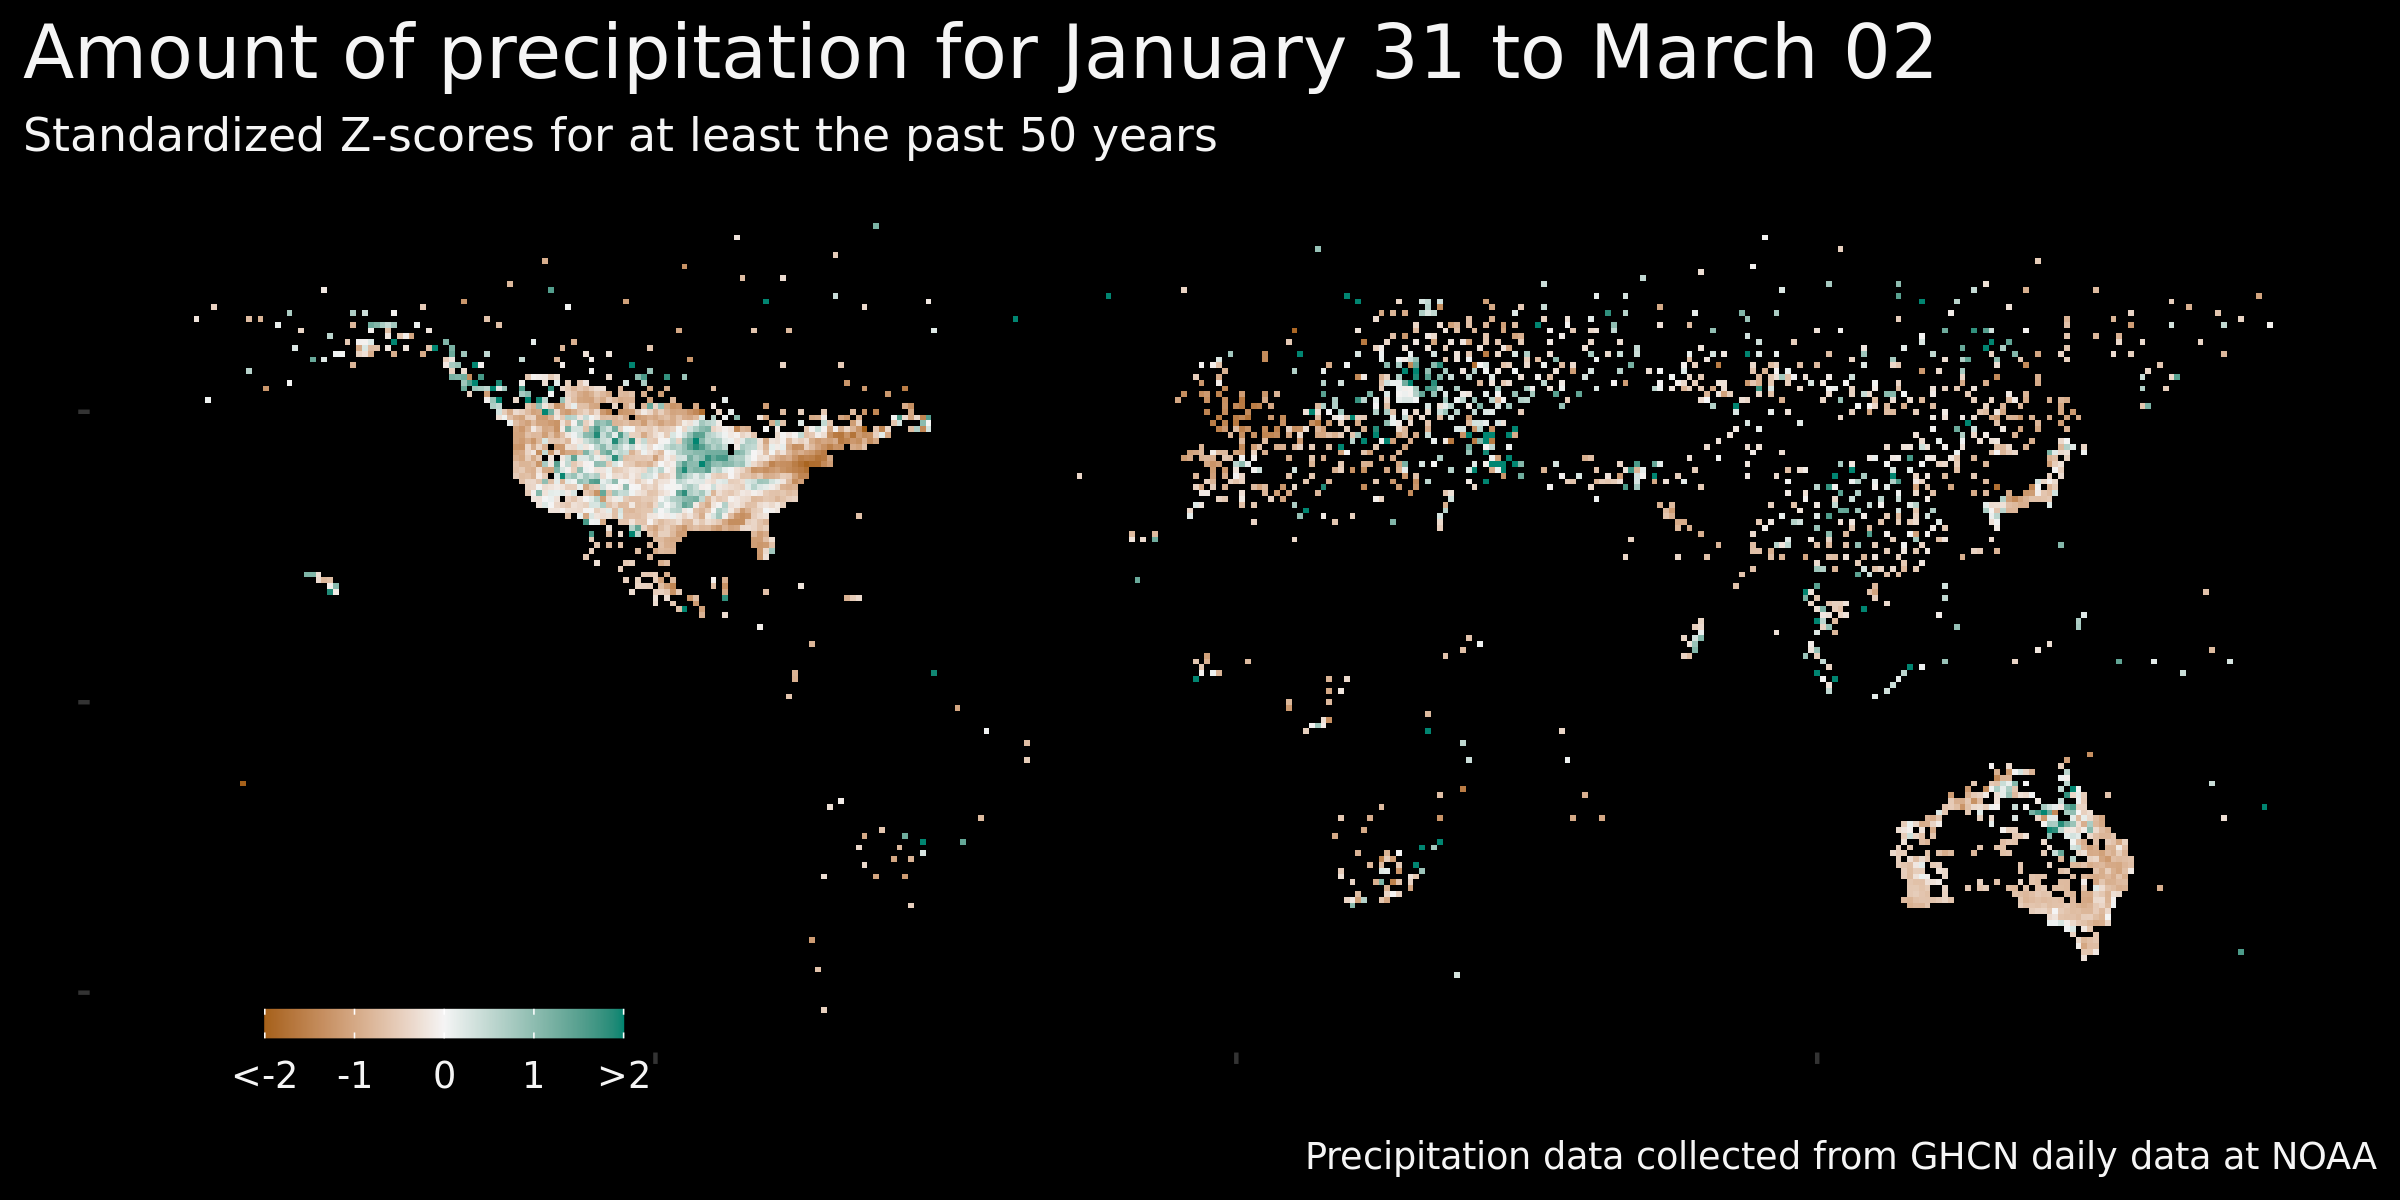 Amount of precipitation for January 31 to March 02
Standardized Z-scores for at least the past 50 years
<-2 -1 0 1 >2
Precipitation data collected from GHCN daily data at NOAA